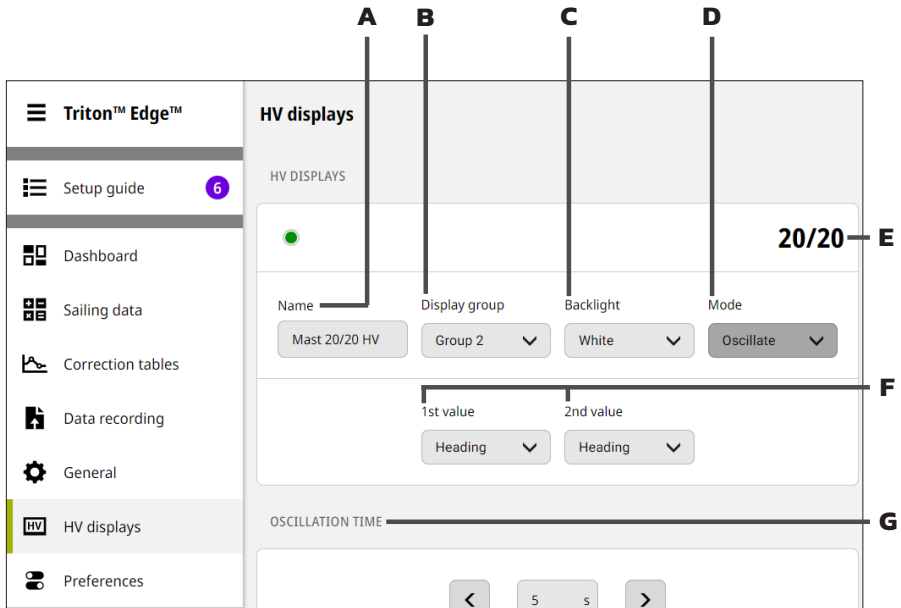 A B C D
Triton™ Edge™
HV displays
Setup guide 6
HV DISPLAYS
Dashboard
20/20 E
Sailing data
Name Display group Backlight Mode
Mast 20/20 HV Group 2 White Oscillate
Correction tables
F
Data recording
1st value 2nd value
Heading Heading
General
HV HV displays
OSCILLATION TIME G
Preferences
5 s